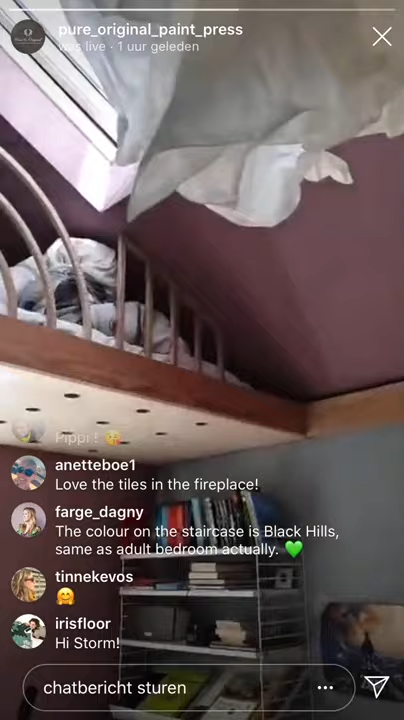 pure_original_paint_press
was live · 1 uur geleden
Pippi !
anetteboe1
Love the tiles in the fireplace!
farge_dagny
The colour on the staircase is Black Hills,
same as adult bedroom actually. 💚
tinnekevos
🤗
irisfloor
Hi Storm!
chatbericht sturen